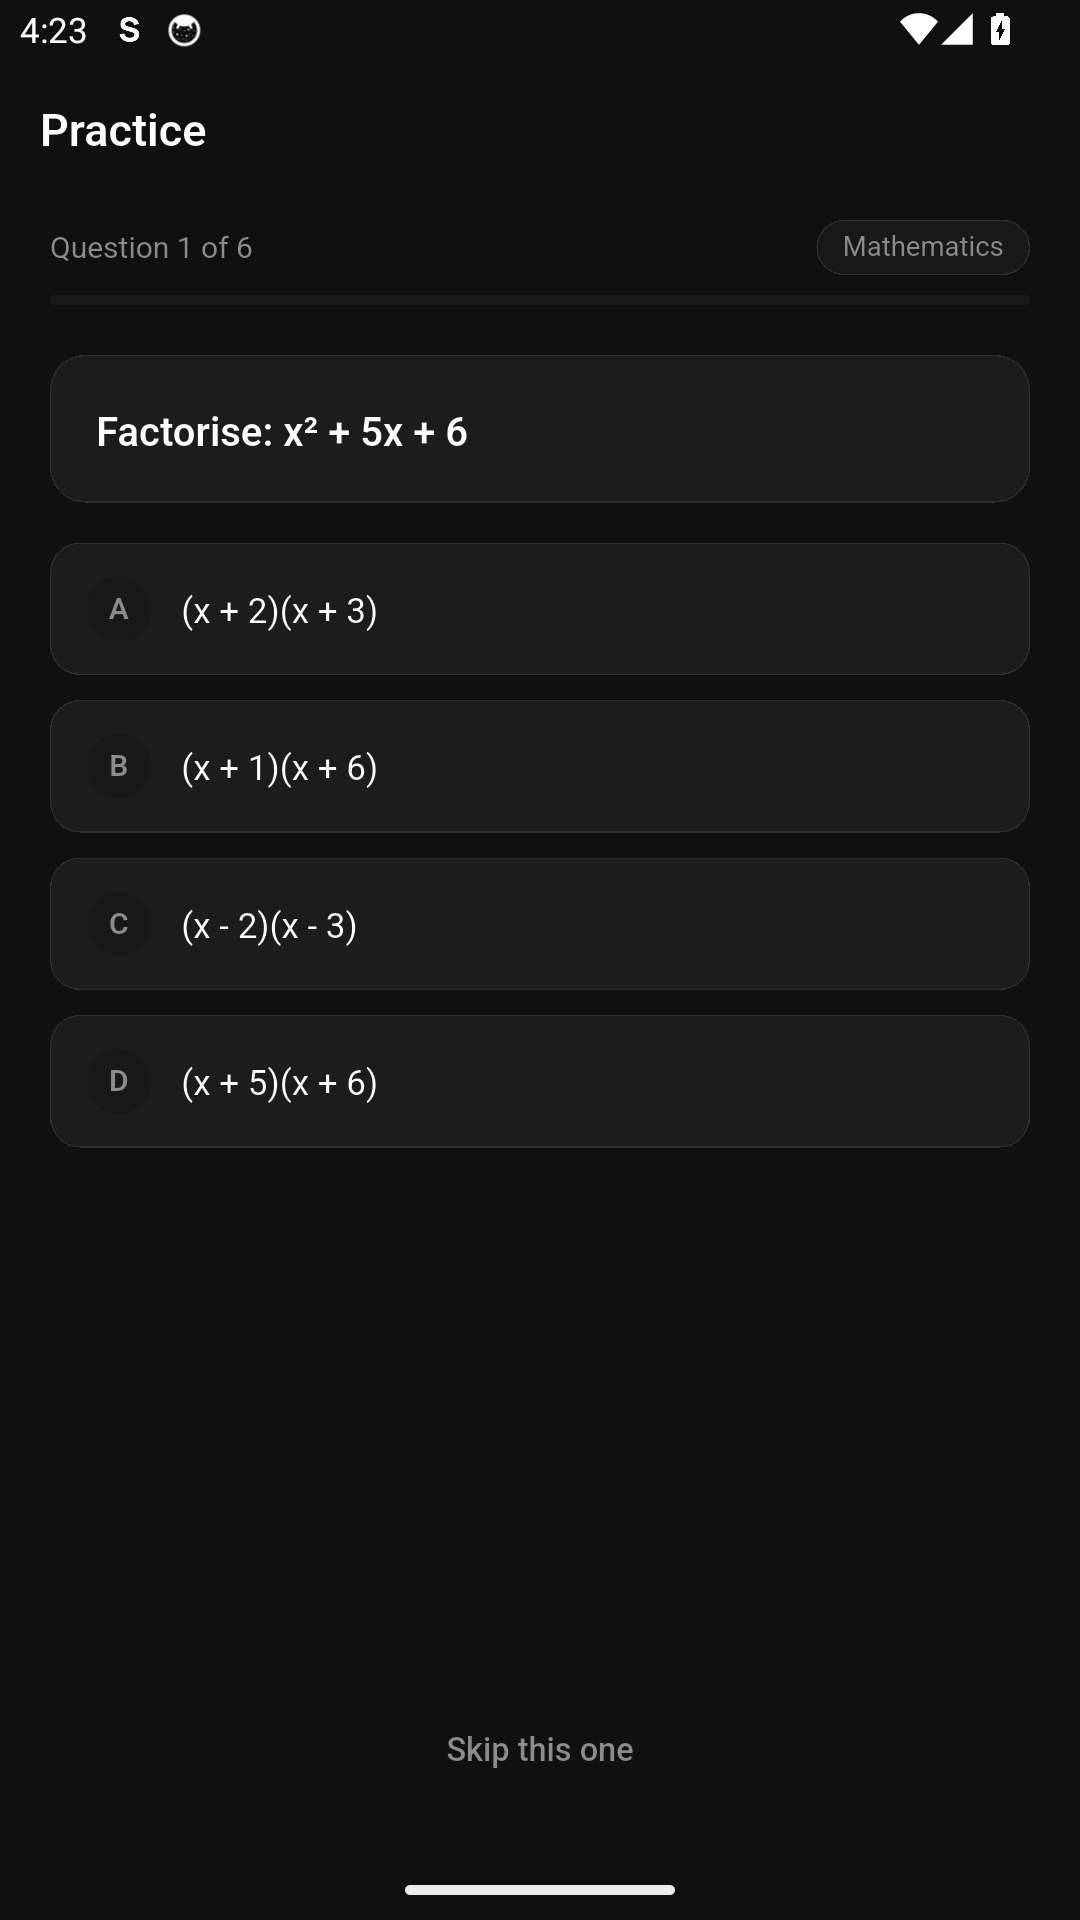 4:23 S
Practice
Question 1 of 6
Mathematics
Factorise: x² + 5x + 6
A (x + 2)(x + 3)
B (x + 1)(x + 6)
C (x - 2)(x - 3)
D (x + 5)(x + 6)
Skip this one